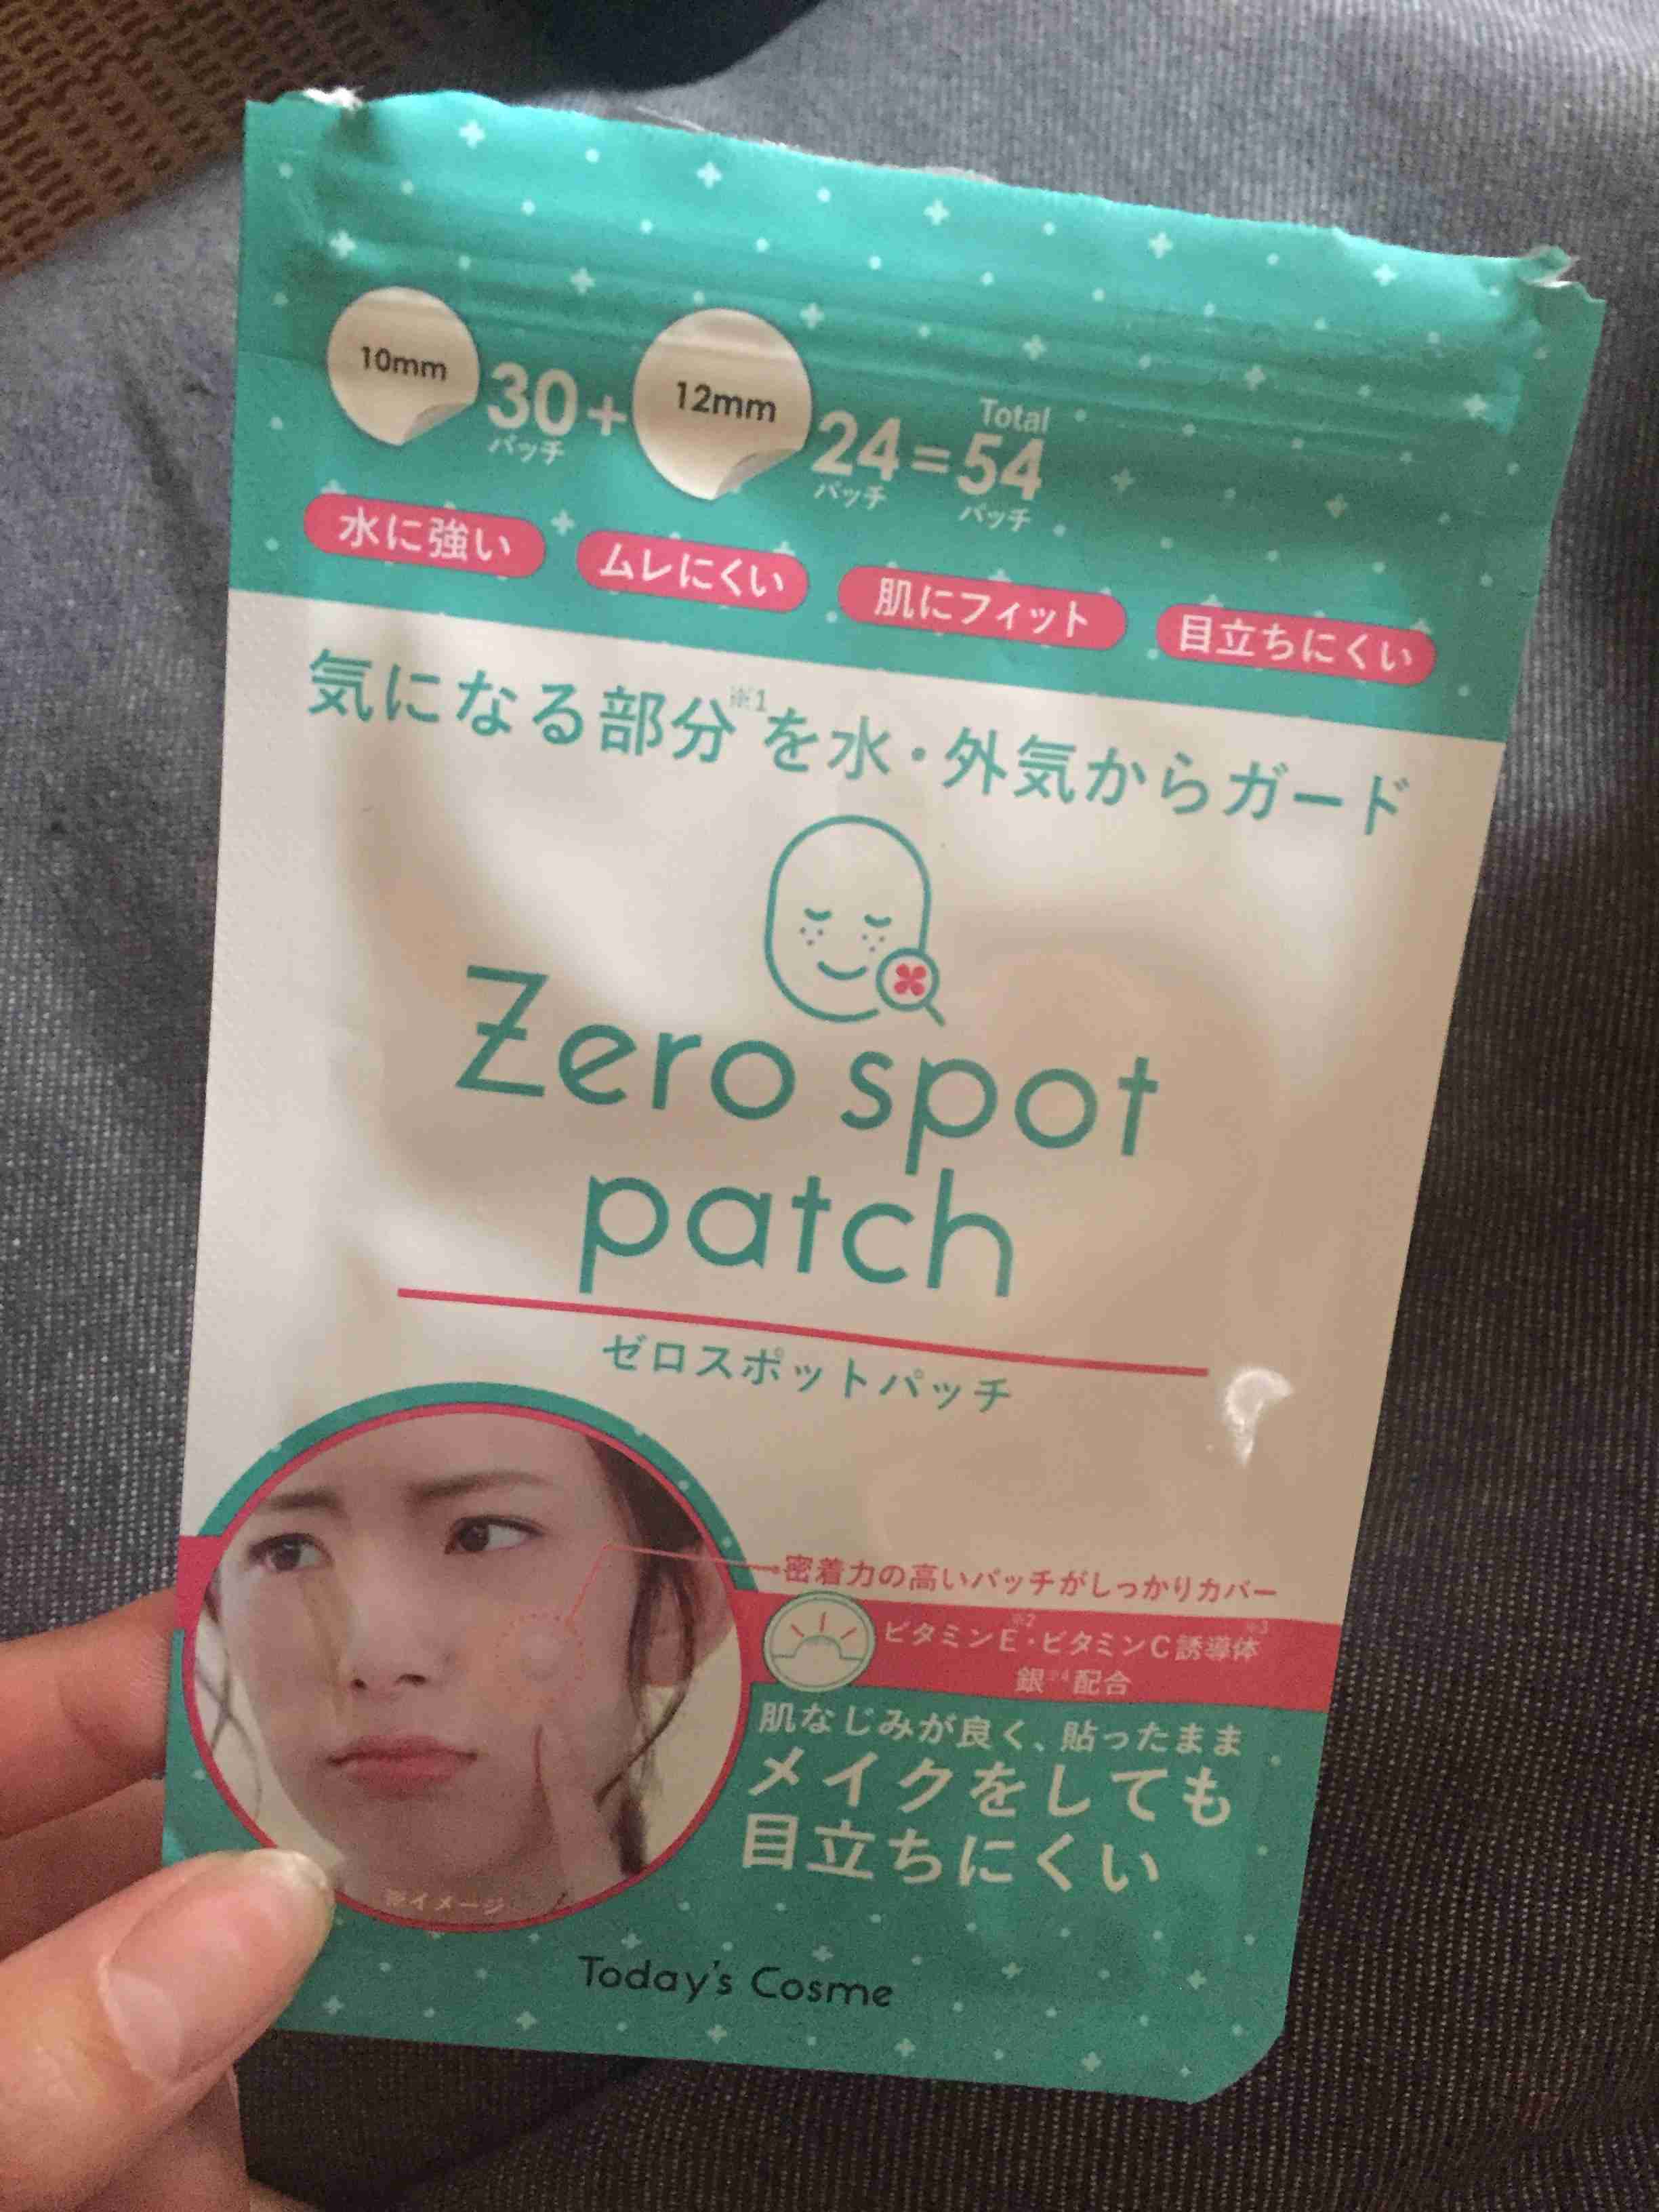 10mm 30パッチ + 12mm 24パッチ = Total 54パッチ
水に強い ムレにくい 肌にフィット 目立ちにくい
気になる部分※1を水・外気からガード
Zero spot
patch
ゼロスポットパッチ
密着力の高いパッチがしっかりカバー
ビタミンE※2・ビタミンC誘導体※3
銀※4配合
肌なじみが良く、貼ったまま
メイクをしても
目立ちにくい
※イメージ
Today's Cosme